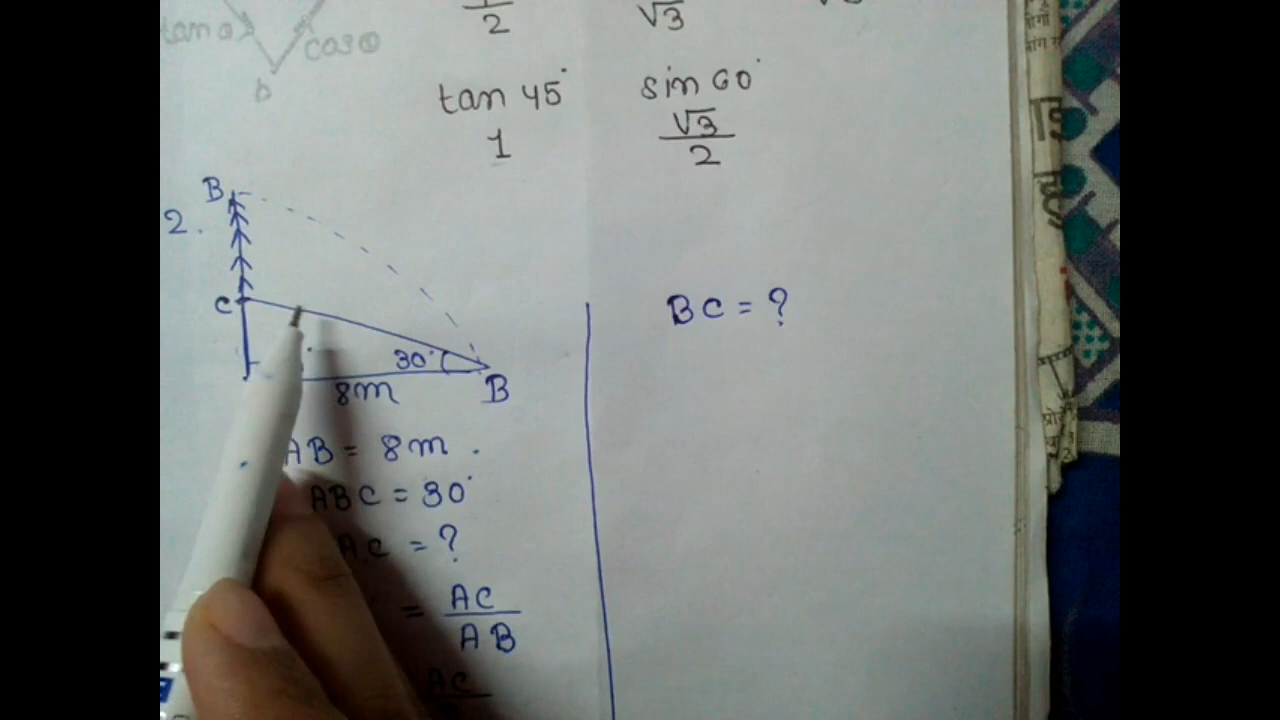 tan θ
cos θ
b
2
√3
tan 45°
sin 60°
1
√3
2
B
2.
C
BC = ?
30°
8m
B
AB = 8m.
ABC = 30°
AC = ?
= AC
AB
AC